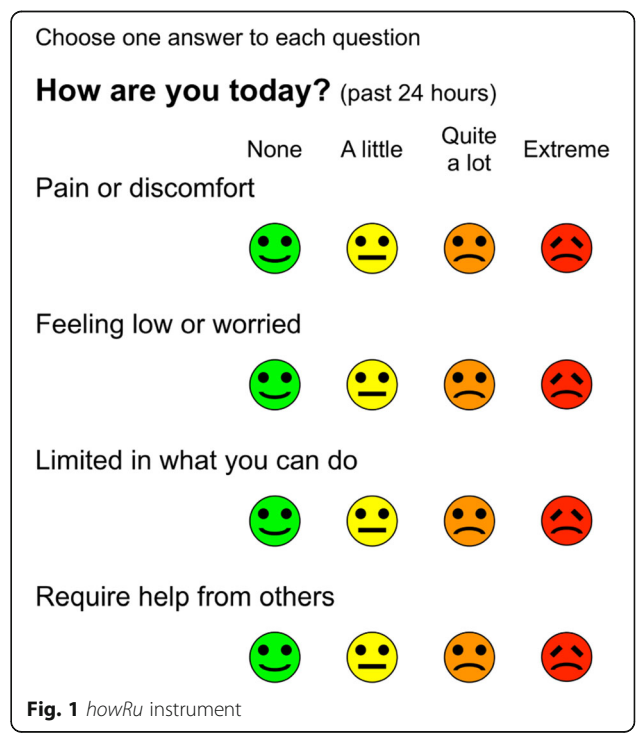 Choose one answer to each question
How are you today? (past 24 hours)
None A little Quite a lot Extreme
Pain or discomfort
Feeling low or worried
Limited in what you can do
Require help from others
Fig. 1 howRu instrument